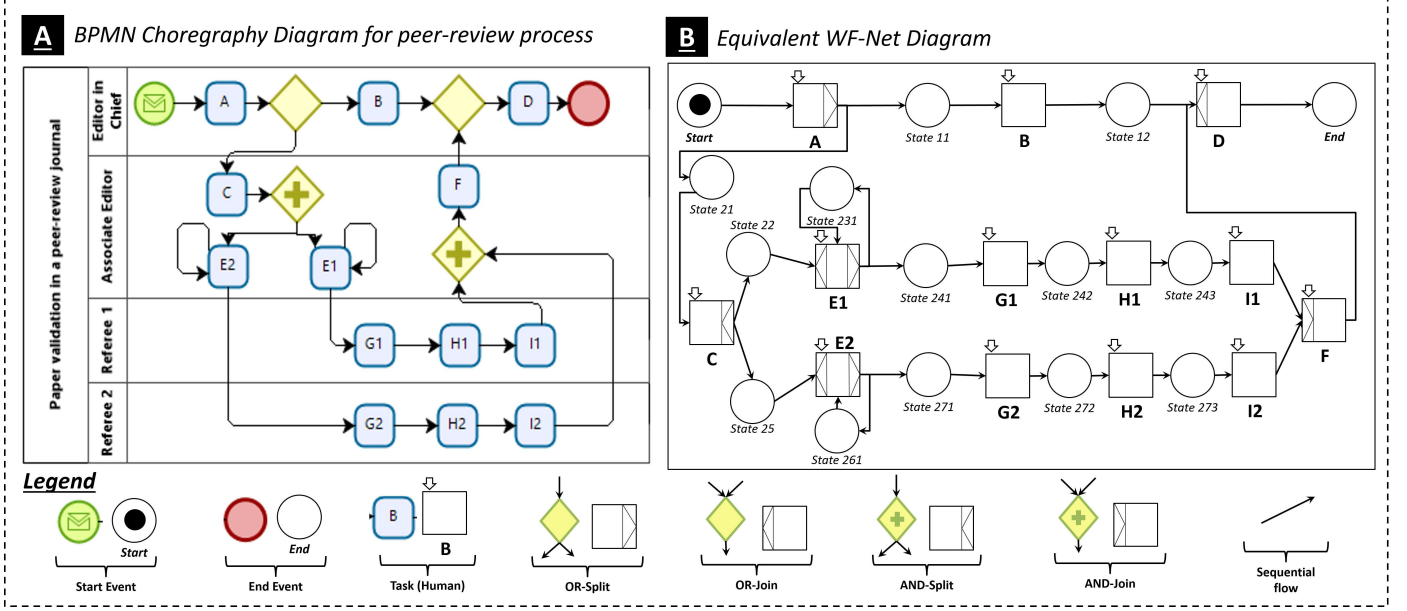 A BPMN Choregraphy Diagram for peer-review process
Paper validation in a peer-review journal
Editor in
Chief
A
B
D
Associate Editor
C
F
E2
E1
Referee 1
G1
H1
I1
Referee 2
G2
H2
I2
B Equivalent WF-Net Diagram
Start
A
State 11
B
State 12
D
End
State 21
State 22
State 231
E1
State 241
G1
State 242
H1
State 243
I1
C
F
State 25
E2
State 261
State 271
G2
State 272
H2
State 273
I2
Legend
Start
Start Event
End
End Event
B
B
Task (Human)
OR-Split
OR-Join
AND-Split
AND-Join
Sequential
flow